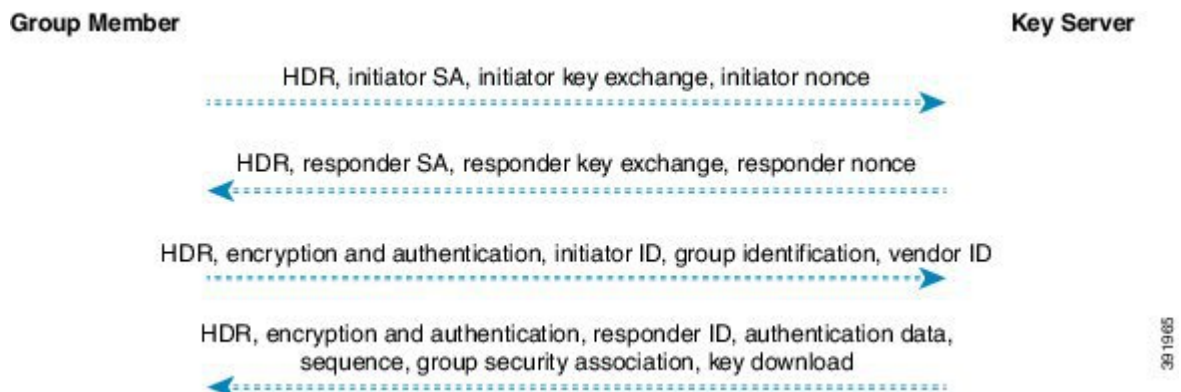 Group Member
Key Server
HDR, initiator SA, initiator key exchange, initiator nonce
HDR, responder SA, responder key exchange, responder nonce
HDR, encryption and authentication, initiator ID, group identification, vendor ID
HDR, encryption and authentication, responder ID, authentication data,
sequence, group security association, key download
391965